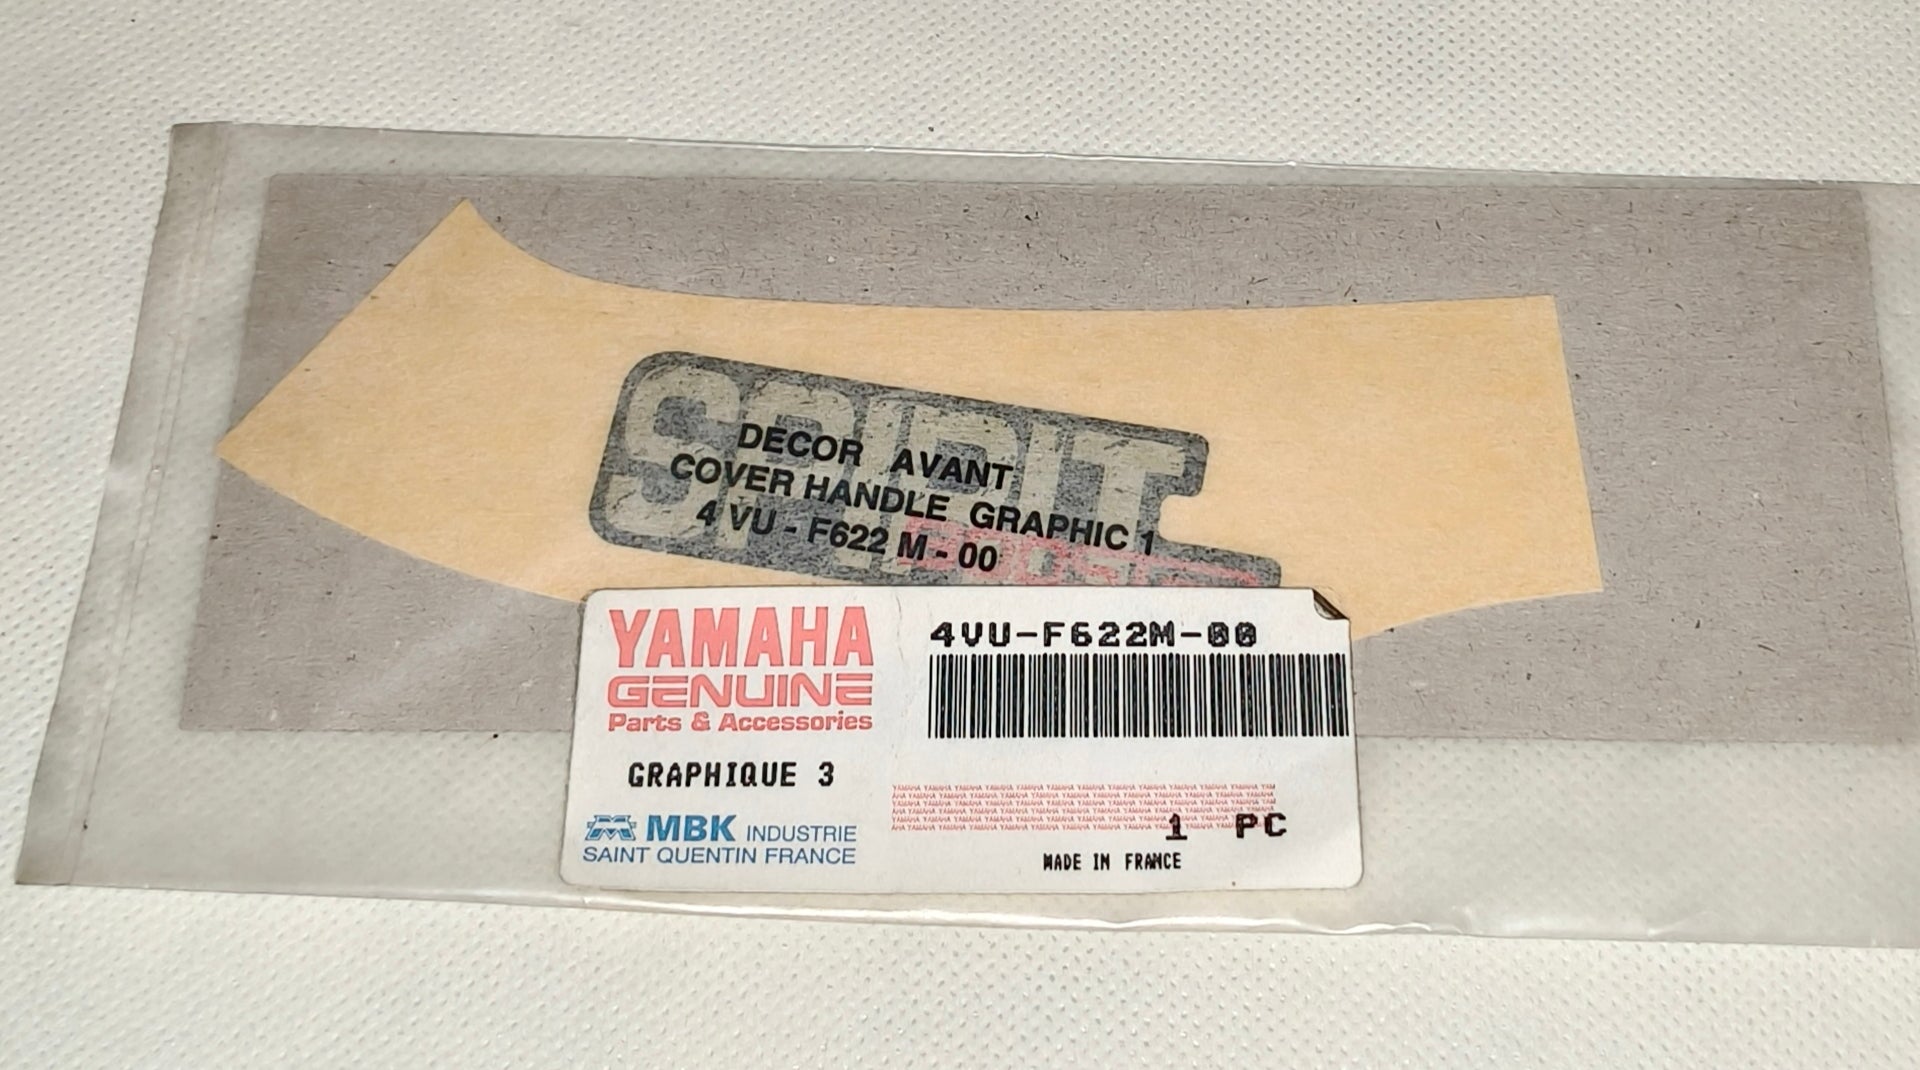 SPIRIT
DECOR AVANT
COVER HANDLE GRAPHIC 1
4 VU - F622 M - 00
YAMAHA
GENUINE
Parts & Accessories
GRAPHIQUE 3
MBK INDUSTRIE
SAINT QUENTIN FRANCE
4VU-F622M-00
1 PC
MADE IN FRANCE